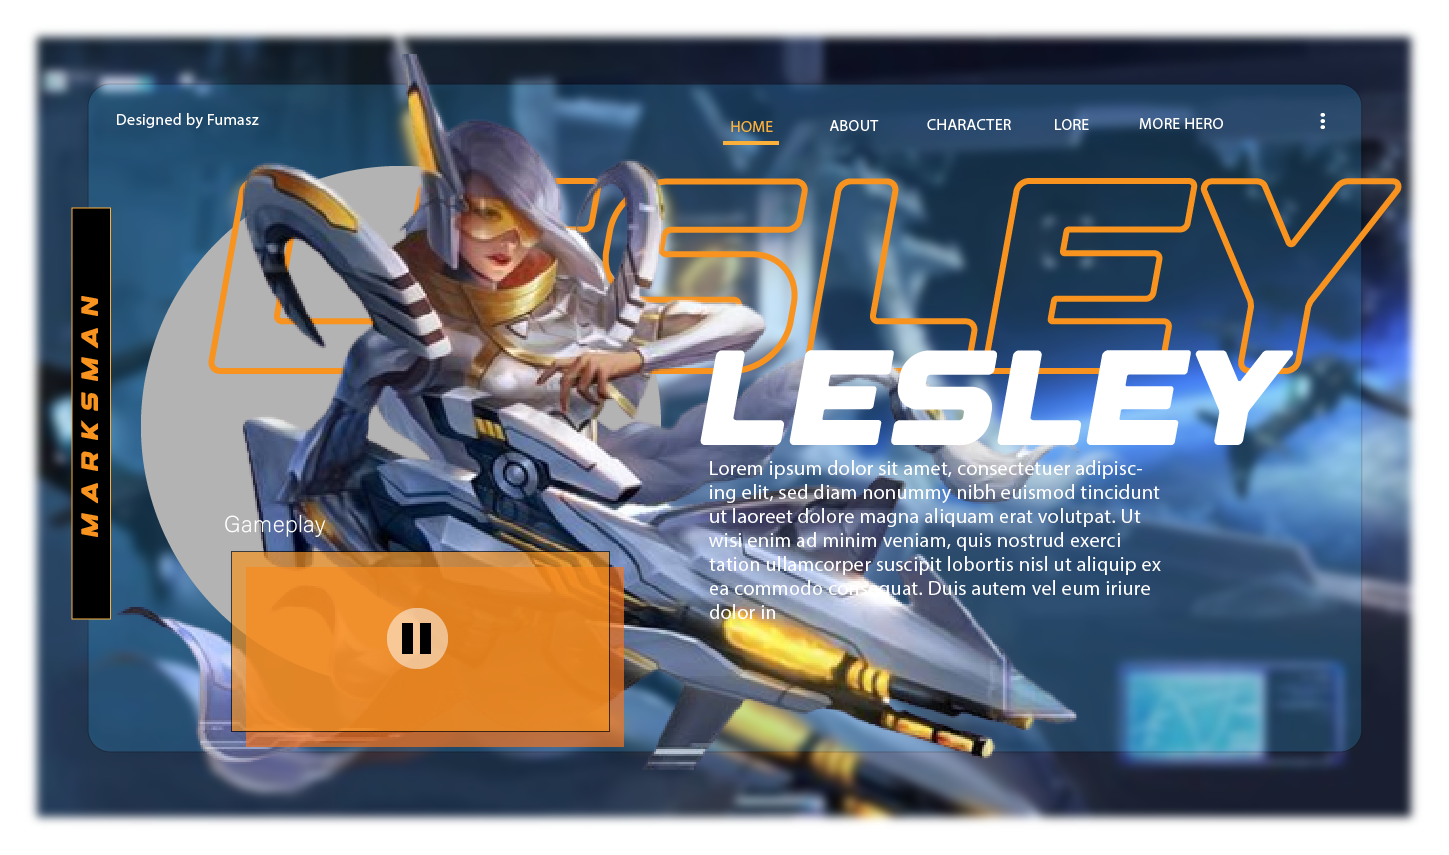 Designed by Fumasz
HOME
ABOUT
CHARACTER
LORE
MORE HERO
LESLEY
MARKSMAN
LESLEY
Lorem ipsum dolor sit amet, consectetuer adipisc-
ing elit, sed diam nonummy nibh euismod tincidunt
ut laoreet dolore magna aliquam erat volutpat. Ut
wisi enim ad minim veniam, quis nostrud exerci
tation ullamcorper suscipit lobortis nisl ut aliquip ex
ea commodo consequat. Duis autem vel eum iriure
dolor in
Gameplay